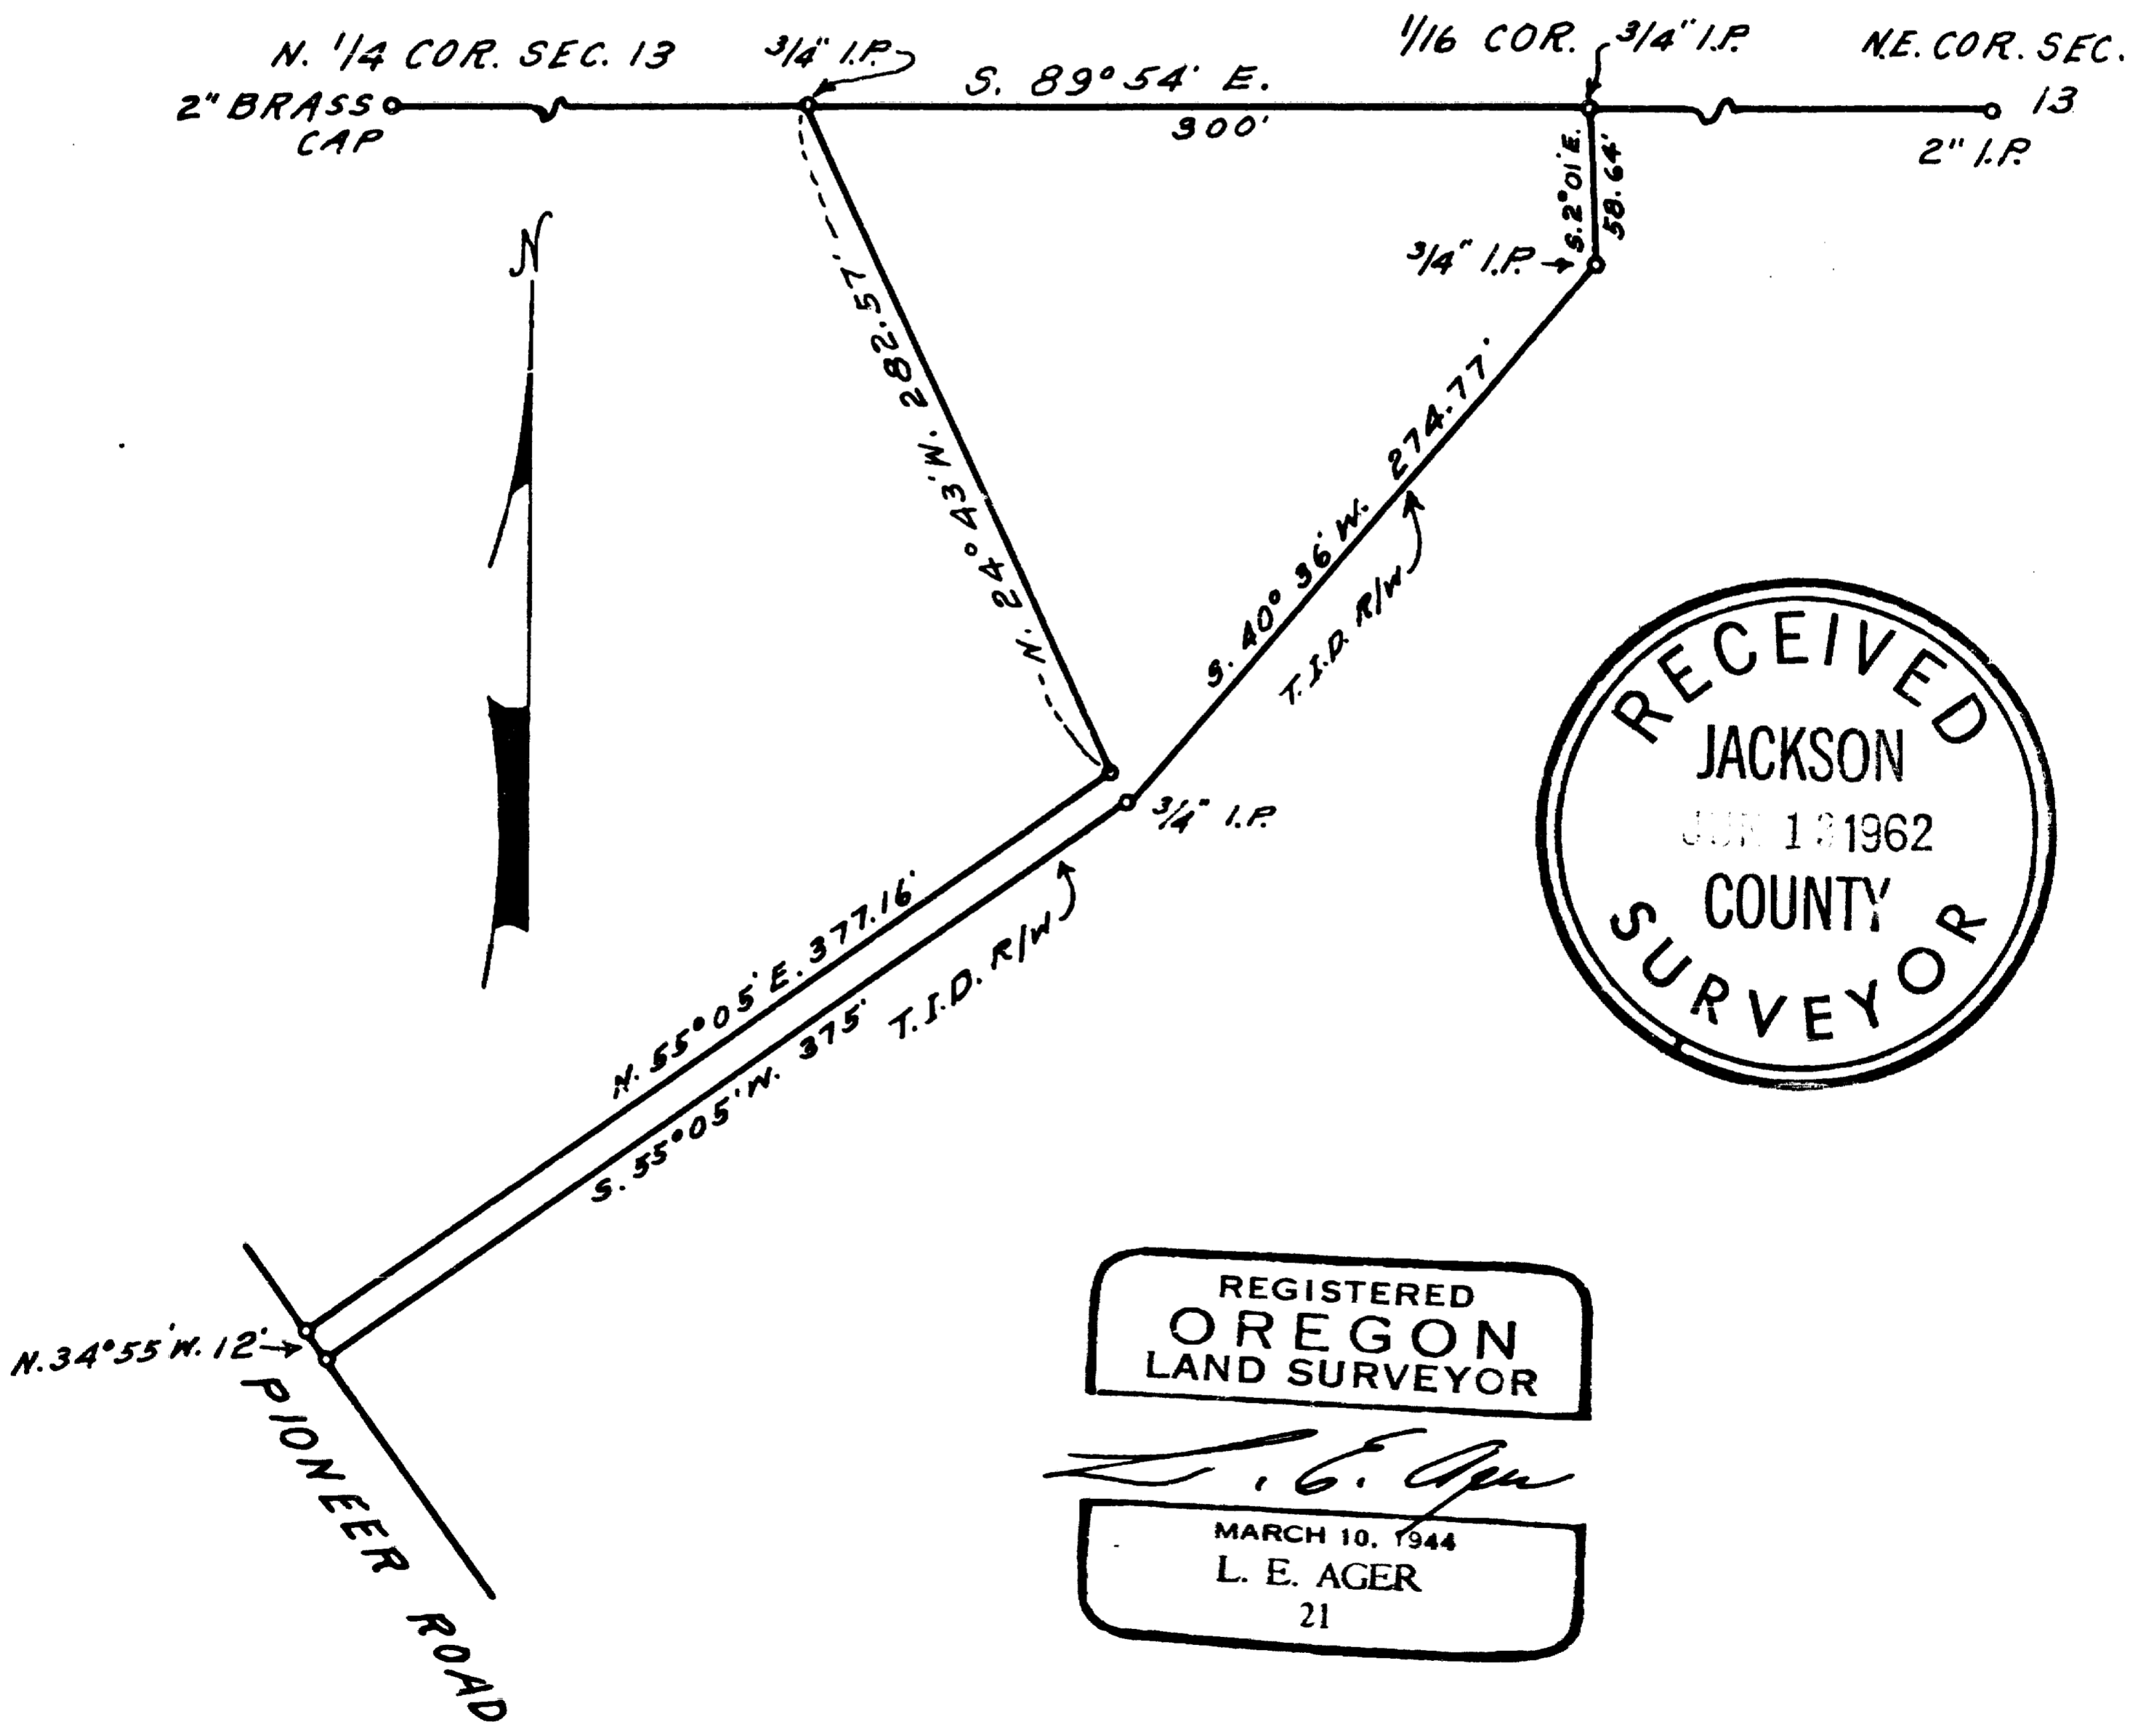 N. 1/4 COR. SEC. 13
3/4" I.P.
1/16 COR.
3/4" I.P.
N.E. COR. SEC.
13
2" BRASS
CAP
S. 89° 54' E.
300'
2" I.P.
S. 2° 01' E.
58.64'
3/4" I.P.
N
N. 24° 43' W. 282.57'
S. 40° 36' W. 274.77'
T.I.D. R/W
3/4" I.P.
N. 55° 05' E. 377.16'
S. 55° 05' W. 375'
T.I.D. R/W
N. 34° 55' W. 12'
PIONEER ROAD
RECEIVED
JACKSON
1962
COUNTY
SURVEYOR
REGISTERED
OREGON
LAND SURVEYOR
MARCH 10, 1944
L. E. AGER
21